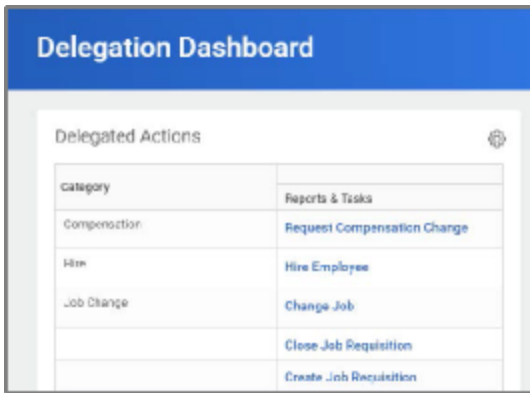 Delegation Dashboard
Delegated Actions
Category
Reports & Tasks
Compensation Request Compensation Change
Hire Hire Employee
Job Change Change Job
Close Job Requisition
Create Job Requisition